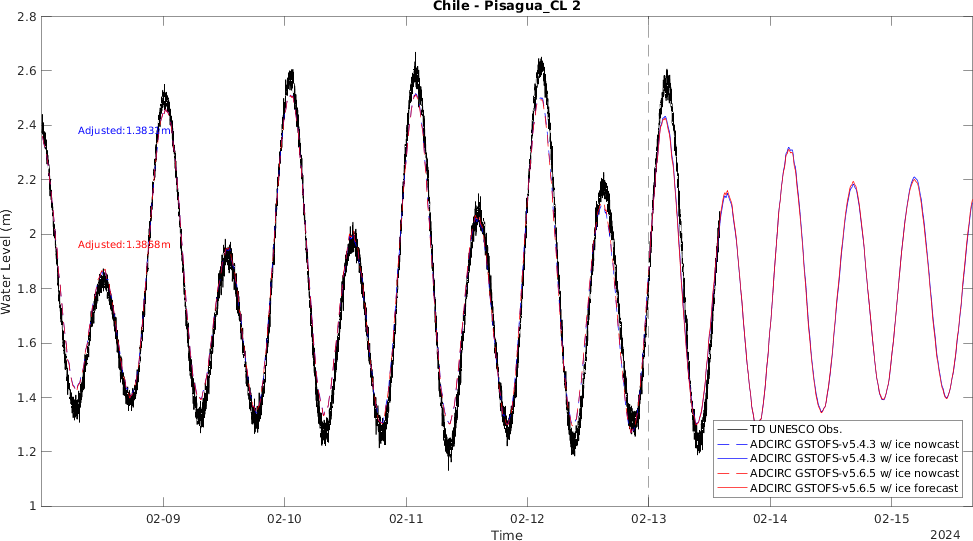 Chile - Pisagua_CL 2
2.8
2.6
2.4
2.2
2
1.8
1.6
1.4
1.2
1
Water Level (m)
Adjusted:1.3868m
TD UNESCO Obs.
ADCIRC GSTOFS-v5.4.3 w/ ice nowcast
ADCIRC GSTOFS-v5.4.3 w/ ice forecast
ADCIRC GSTOFS-v5.6.5 w/ ice nowcast
ADCIRC GSTOFS-v5.6.5 w/ ice forecast
02-09 02-10 02-11 02-12 02-13 02-14 02-15
Time
2024